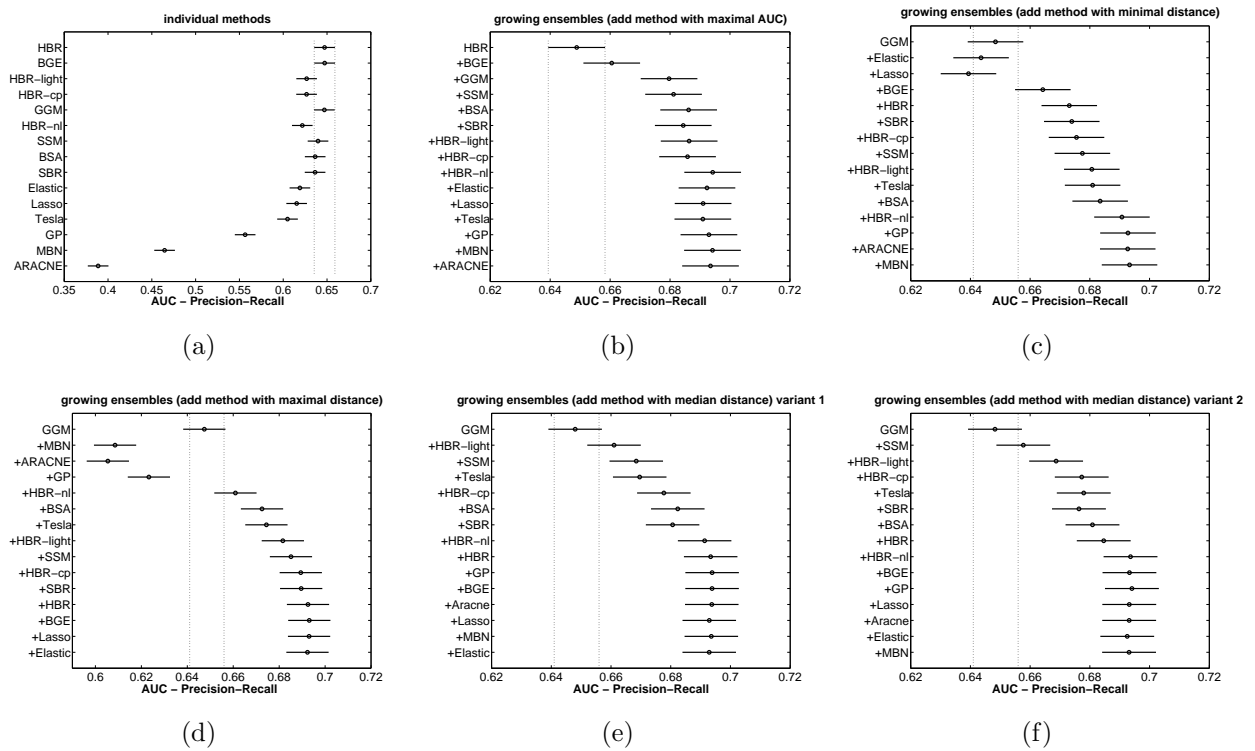 individual methods
HBR
BGE
HBR-light
HBR-cp
GGM
HBR-nl
SSM
BSA
SBR
Elastic
Lasso
Tesla
GP
MBN
ARACNE
0.35 0.4 0.45 0.5 0.55 0.6 0.65 0.7
AUC – Precision-Recall
(a)
growing ensembles (add method with maximal AUC)
HBR
+BGE
+GGM
+SSM
+BSA
+SBR
+HBR-light
+HBR-cp
+HBR-nl
+Elastic
+Lasso
+Tesla
+GP
+MBN
+ARACNE
0.62 0.64 0.66 0.68 0.7 0.72
AUC – Precision-Recall
(b)
growing ensembles (add method with minimal distance)
GGM
+Elastic
+Lasso
+BGE
+HBR
+SBR
+HBR-cp
+SSM
+HBR-light
+Tesla
+BSA
+HBR-nl
+GP
+ARACNE
+MBN
0.62 0.64 0.66 0.68 0.7 0.72
AUC – Precision-Recall
(c)
growing ensembles (add method with maximal distance)
GGM
+MBN
+ARACNE
+GP
+HBR-nl
+BSA
+Tesla
+HBR-light
+SSM
+HBR-cp
+SBR
+HBR
+BGE
+Lasso
+Elastic
0.6 0.62 0.64 0.66 0.68 0.7 0.72
AUC – Precision-Recall
(d)
growing ensembles (add method with median distance) variant 1
GGM
+HBR-light
+SSM
+Tesla
+HBR-cp
+BSA
+SBR
+HBR-nl
+HBR
+GP
+BGE
+Aracne
+Lasso
+MBN
+Elastic
0.62 0.64 0.66 0.68 0.7 0.72
AUC – Precision-Recall
(e)
growing ensembles (add method with median distance) variant 2
GGM
+SSM
+HBR-light
+HBR-cp
+Tesla
+SBR
+BSA
+HBR
+HBR-nl
+BGE
+GP
+Lasso
+Aracne
+Elastic
+MBN
0.62 0.64 0.66 0.68 0.7 0.72
AUC – Precision-Recall
(f)